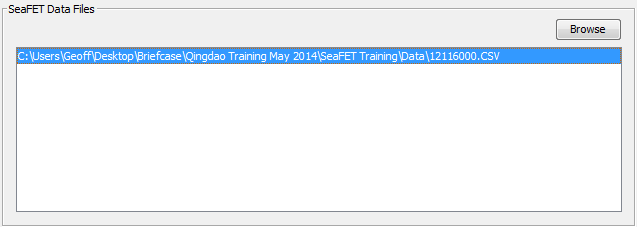 SeaFET Data Files
Browse
C:\Users\Geoff\Desktop\Briefcase\Qingdao Training May 2014\SeaFET Training\Data\12116000.CSV